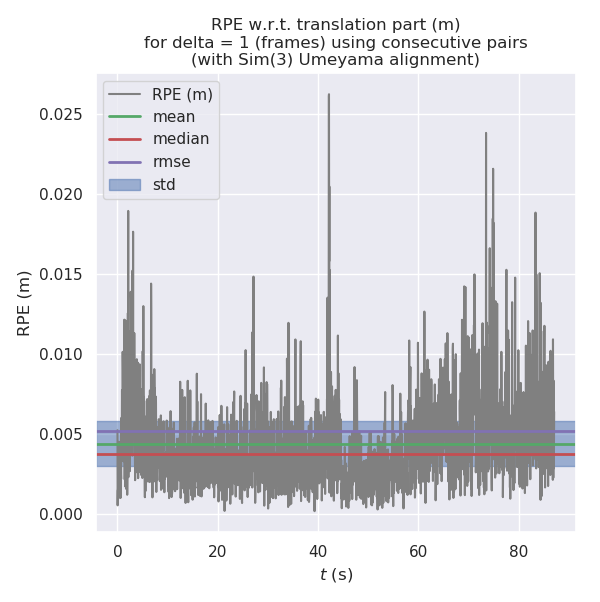 RPE w.r.t. translation part (m)
for delta = 1 (frames) using consecutive pairs
(with Sim(3) Umeyama alignment)
RPE (m)
mean
median
rmse
std
0.025
0.020
0.015
0.010
0.005
0.000
RPE (m)
0
20
40
60
80
t (s)